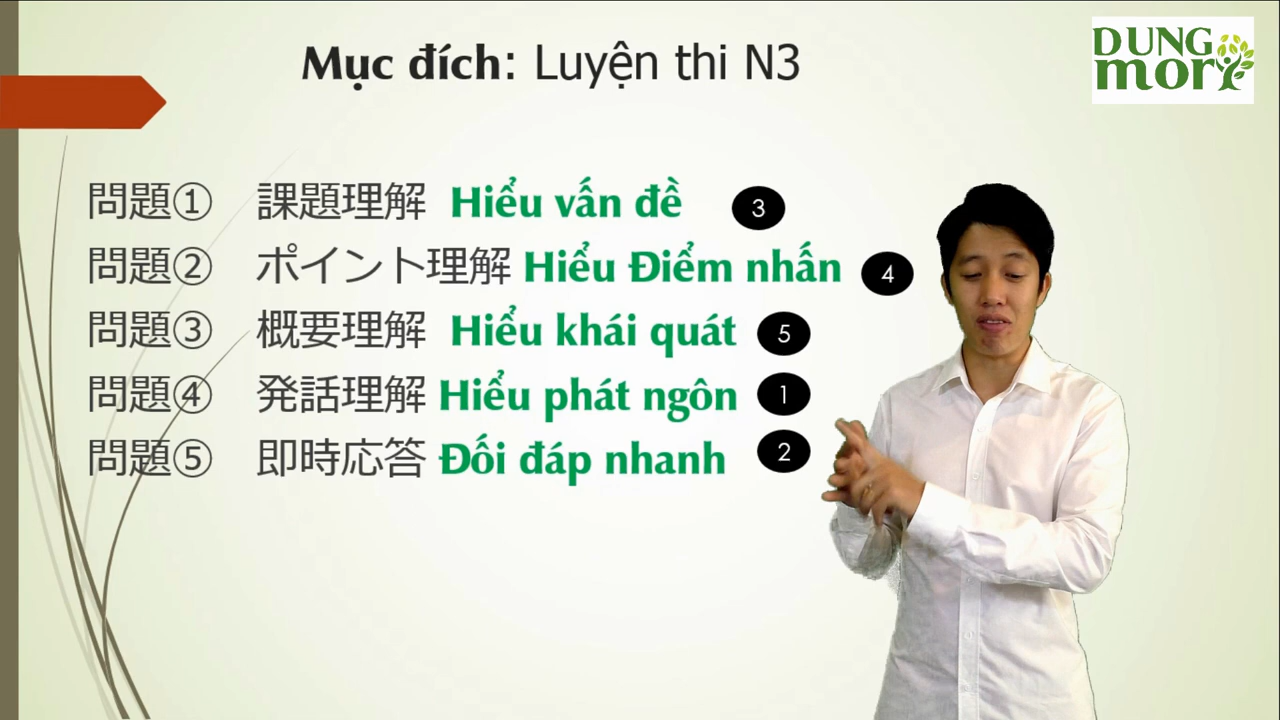 DUNG
mori
Mục đích: Luyện thi N3
問題① 課題理解 Hiểu vấn đề 3
問題② ポイント理解 Hiểu Điểm nhấn 4
問題③ 概要理解 Hiểu khái quát 5
問題④ 発話理解 Hiểu phát ngôn 1
問題⑤ 即時応答 Đối đáp nhanh 2